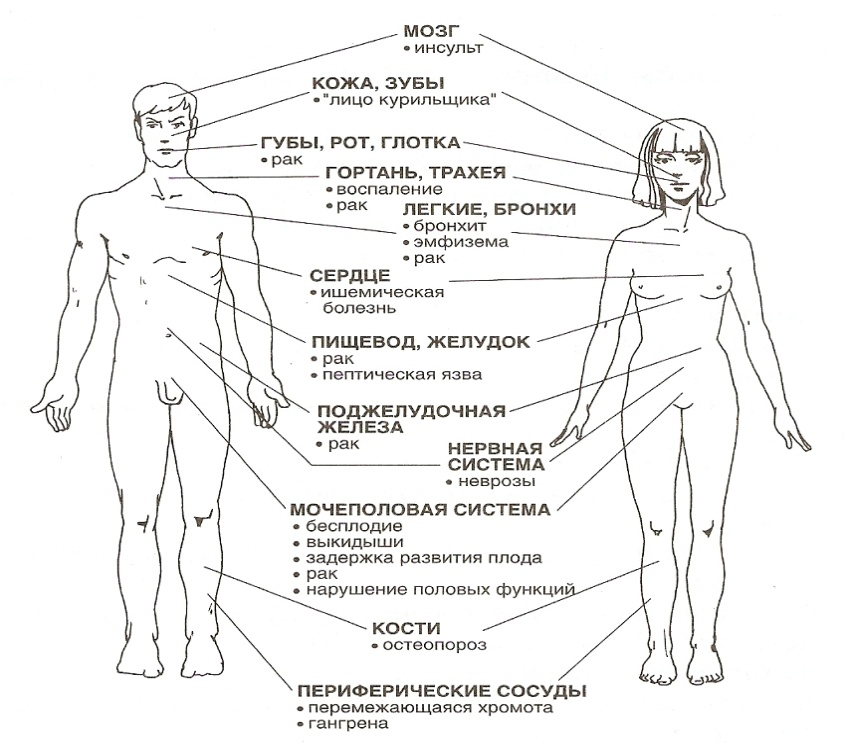 МОЗГ
• инсульт
КОЖА, ЗУБЫ
• "лицо курильщика"
ГУБЫ, РОТ, ГЛОТКА
• рак
ГОРТАНЬ, ТРАХЕЯ
• воспаление
• рак
ЛЕГКИЕ, БРОНХИ
• бронхит
• эмфизема
• рак
СЕРДЦЕ
• ишемическая
болезнь
ПИЩЕВОД, ЖЕЛУДОК
• рак
• пептическая язва
ПОДЖЕЛУДОЧНАЯ
ЖЕЛЕЗА
• рак
НЕРВНАЯ
СИСТЕМА
• неврозы
МОЧЕПОЛОВАЯ СИСТЕМА
• бесплодие
• выкидыши
• задержка развития плода
• рак
• нарушение половых функций
КОСТИ
• остеопороз
ПЕРИФЕРИЧЕСКИЕ СОСУДЫ
• перемежающаяся хромота
• гангрена